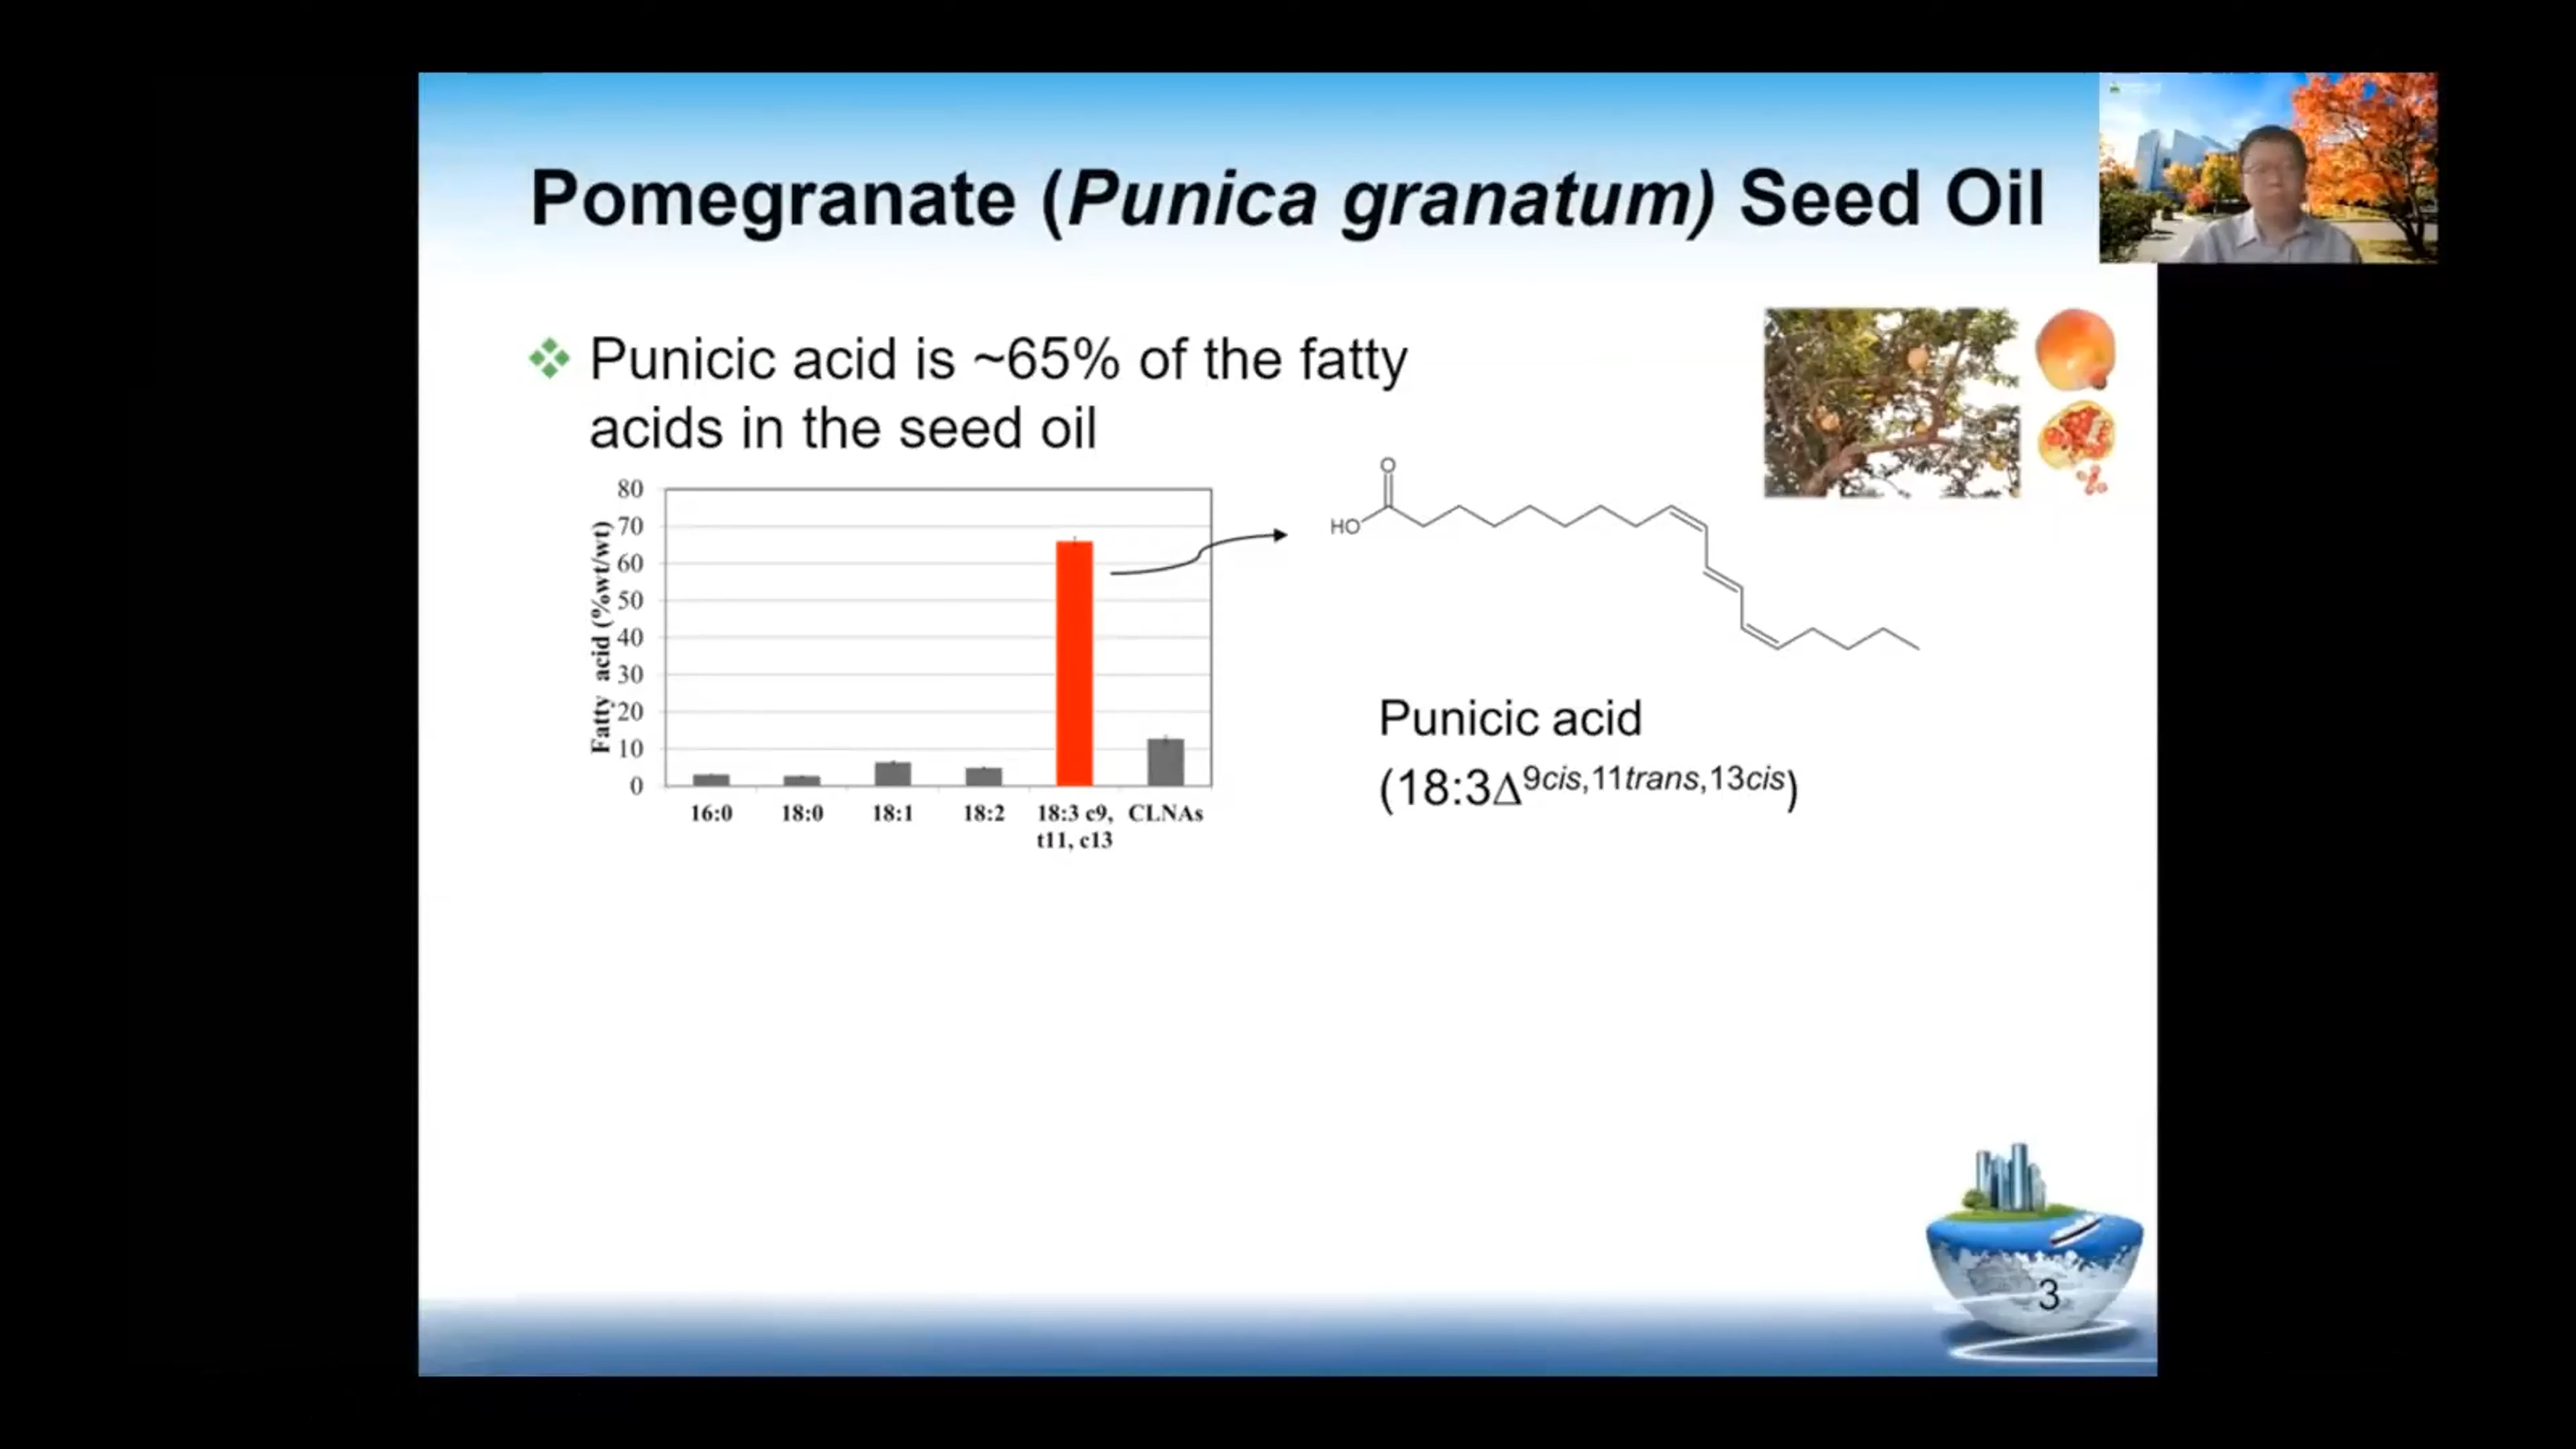 Pomegranate (Punica granatum) Seed Oil
Punicic acid is ~65% of the fatty
acids in the seed oil
Fatty acid (%wt/wt)
80
70
60
50
40
30
20
10
0
16:0 18:0 18:1 18:2 18:3 c9, CLNAs
t11, c13
O
HO
Punicic acid
(18:3Δ9cis,11trans,13cis)
3